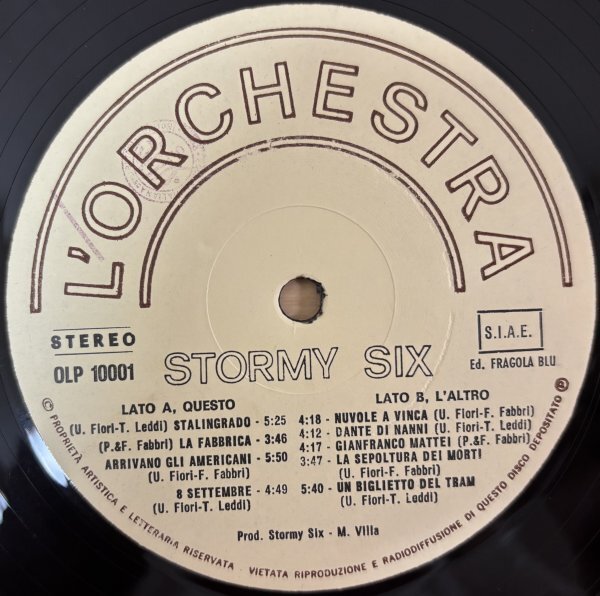 L'ORCHESTRA
STEREO
OLP 10001
STORMY SIX
S.I.A.E.
Ed. FRAGOLA BLU
LATO A, QUESTO
(U. Fiori-T. Leddi) STALINGRADO - 5:25
(P.&F. Fabbri) LA FABBRICA - 3:46
ARRIVANO GLI AMERICANI - 5:50
(U. Fiori-F. Fabbri)
8 SETTEMBRE - 4:49
(U. Fiori-T. Leddi)
LATO B, L'ALTRO
4:18 - NUVOLE A VINCA (U. Fiori-F. Fabbri)
4:12 - DANTE DI NANNI (U. Fiori-T. Leddi)
4:17 - GIANFRANCO MATTEI (P.&F. Fabbri)
3:47 - LA SEPOLTURA DEI MORTI
(U. Fiori-F. Fabbri)
5:40 - UN BIGLIETTO DEL TRAM
(U. Fiori-T. Leddi)
Prod. Stormy Six - M. Villa
© PROPRIETÀ ARTISTICA E LETTERARIA RISERVATA - VIETATA RIPRODUZIONE E RADIODIFFUSIONE DI QUESTO DISCO DEPOSITATO ℗